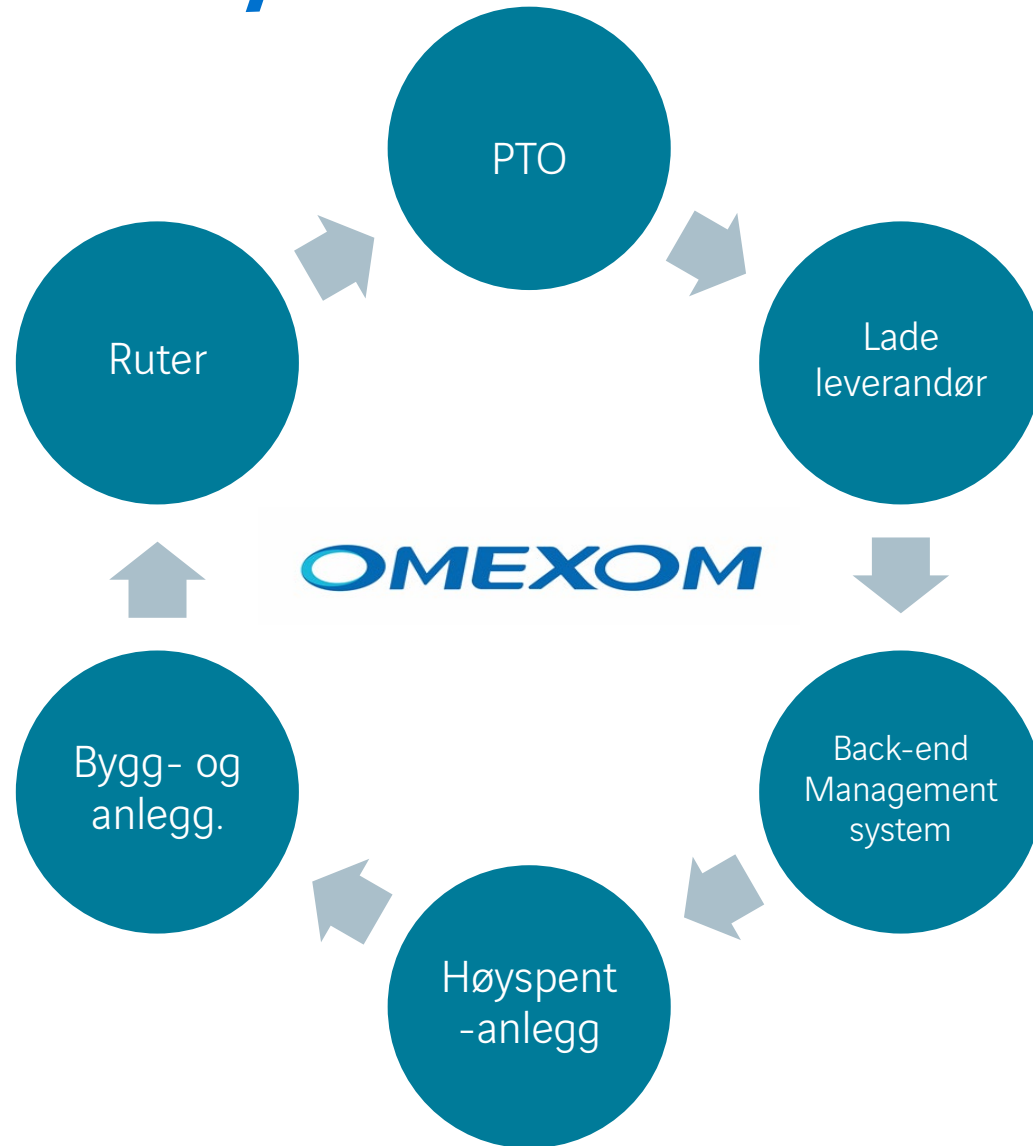 PTO
Lade
leverandør
Back-end
Management
system
Høyspent
-anlegg
Bygg- og
anlegg.
Ruter
OMEXOM